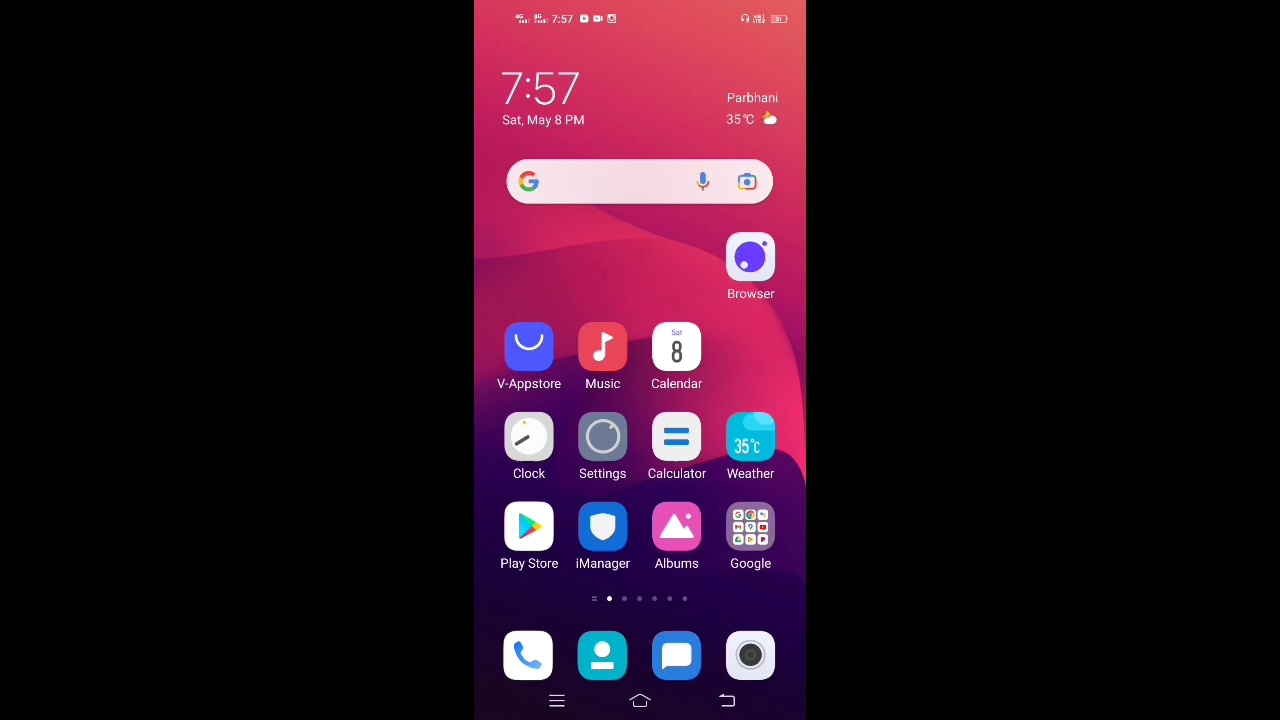 7:57
7:57
Sat, May 8 PM
Parbhani
35°C
Browser
Sat
8
V-Appstore Music Calendar
35°c
Clock Settings Calculator Weather
Play Store iManager Albums Google